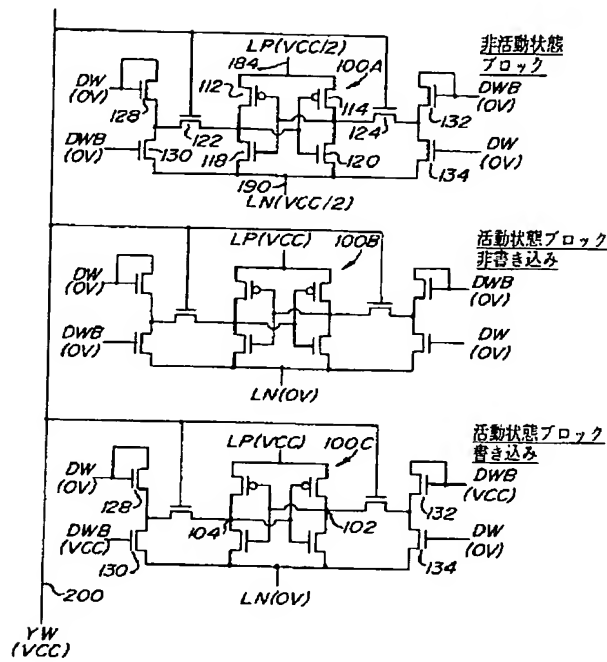 LP(VCC/2)
184
100A
非活動状態
ブロック
DW
(0V)
128
112
114
DWB
(0V)
132
122
124
DWB
(0V)
130
118
120
DW
(0V)
134
190
LN(VCC/2)
LP(VCC)
100B
活動状態ブロック
非書き込み
DW
(0V)
DWB
(0V)
DWB
(0V)
DW
(0V)
LN(0V)
LP(VCC)
100C
活動状態ブロック
書き込み
DW
(0V)
128
DWB
(VCC)
132
104
102
DWB
(VCC)
130
DW
(0V)
134
LN(0V)
200
YW
(VCC)